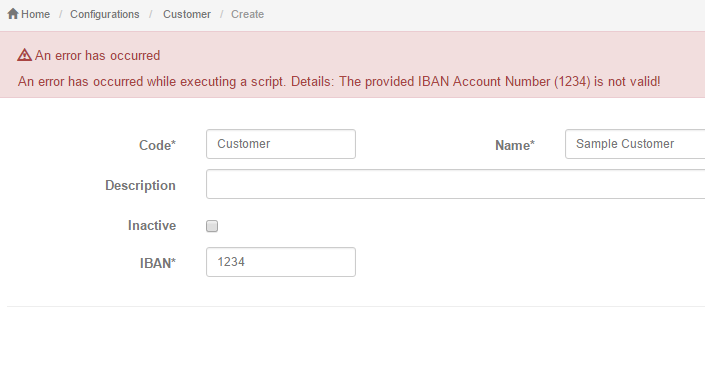 Home / Configurations / Customer / Create
An error has occurred
An error has occurred while executing a script. Details: The provided IBAN Account Number (1234) is not valid!
Code* Customer Name* Sample Customer
Description
Inactive
IBAN* 1234